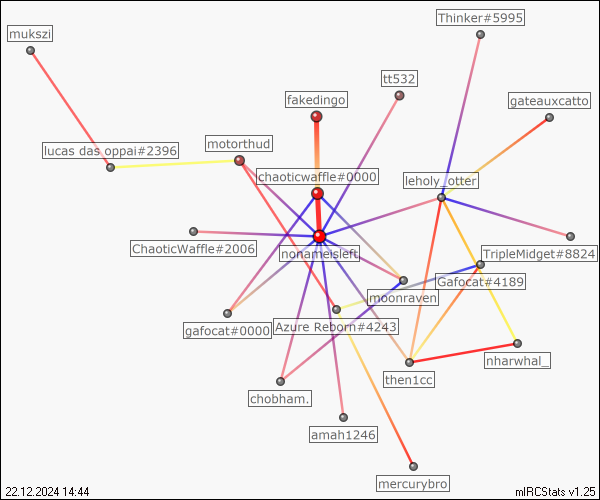 Thinker#5995
mukszi
tt532
fakedingo
gateauxcatto
motorthud
lucas das oppai#2396
chaoticwaffle#0000
leholy_otter
ChaoticWaffle#2006
nonameisleft
TripleMidget#8824
Gafocat#4189
moonraven
gafocat#0000
Azure Reborn#4243
nharwhal_
then1cc
chobham.
amah1246
mercurybro
22.12.2024 14:44
mIRCStats v1.25